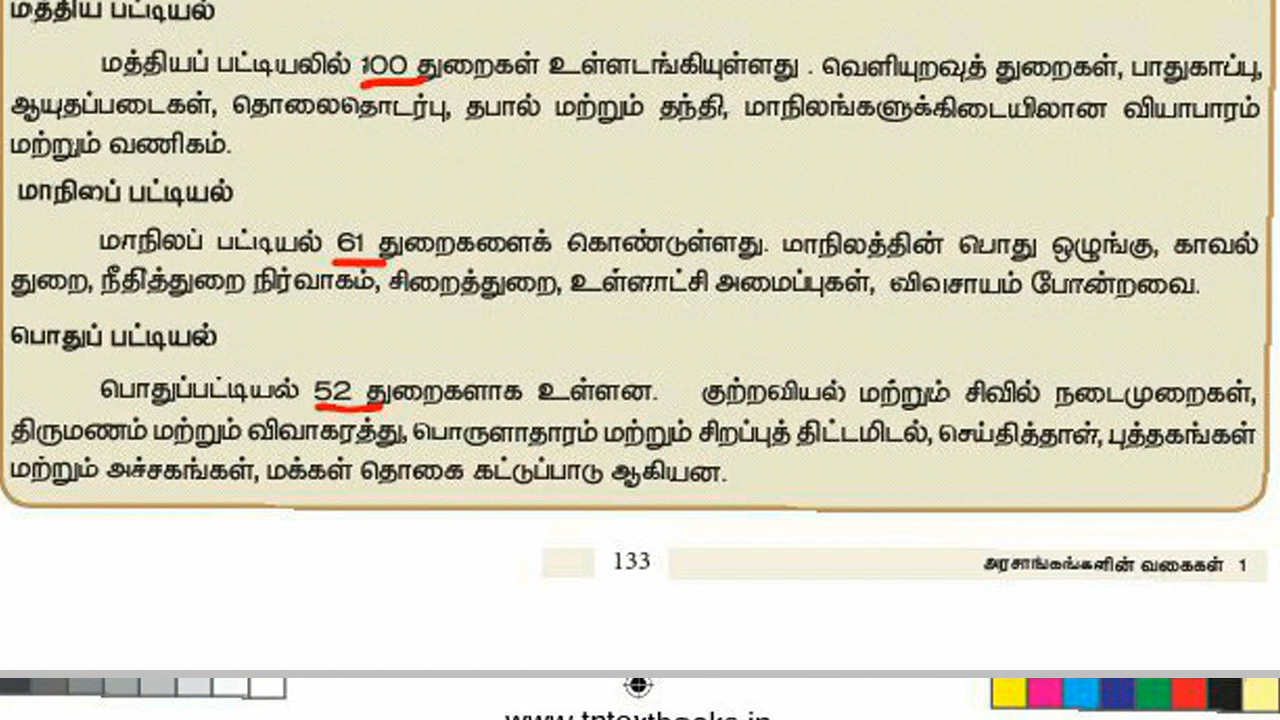 மத்திய பட்டியல்
மத்தியப் பட்டியலில் 100 துறைகள் உள்ளடங்கியுள்ளது . வெளியுறவுத் துறைகள், பாதுகாப்பு,
ஆயுதப்படைகள், தொலைதொடர்பு, தபால் மற்றும் தந்தி, மாநிலங்களுக்கிடையிலான வியாபாரம்
மற்றும் வணிகம்.
மாநிலப் பட்டியல்
மாநிலப் பட்டியல் 61 துறைகளைக் கொண்டுள்ளது. மாநிலத்தின் பொது ஒழுங்கு, காவல்
துறை, நீதித்துறை நிர்வாகம், சிறைத்துறை, உள்ளாட்சி அமைப்புகள், விவசாயம் போன்றவை.
பொதுப் பட்டியல்
பொதுப்பட்டியல் 52 துறைகளாக உள்ளன. குற்றவியல் மற்றும் சிவில் நடைமுறைகள்,
திருமணம் மற்றும் விவாகரத்து, பொருளாதாரம் மற்றும் சிறப்புத் திட்டமிடல், செய்தித்தாள், புத்தகங்கள்
மற்றும் அச்சகங்கள், மக்கள் தொகை கட்டுப்பாடு ஆகியன.
133 அரசாங்கங்களின் வகைகள் 1
www.tntextbooks.in